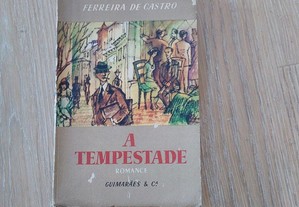 FERREIRA DE CASTRO
A
TEMPESTADE
ROMANCE
GUIMARÃES & Cª